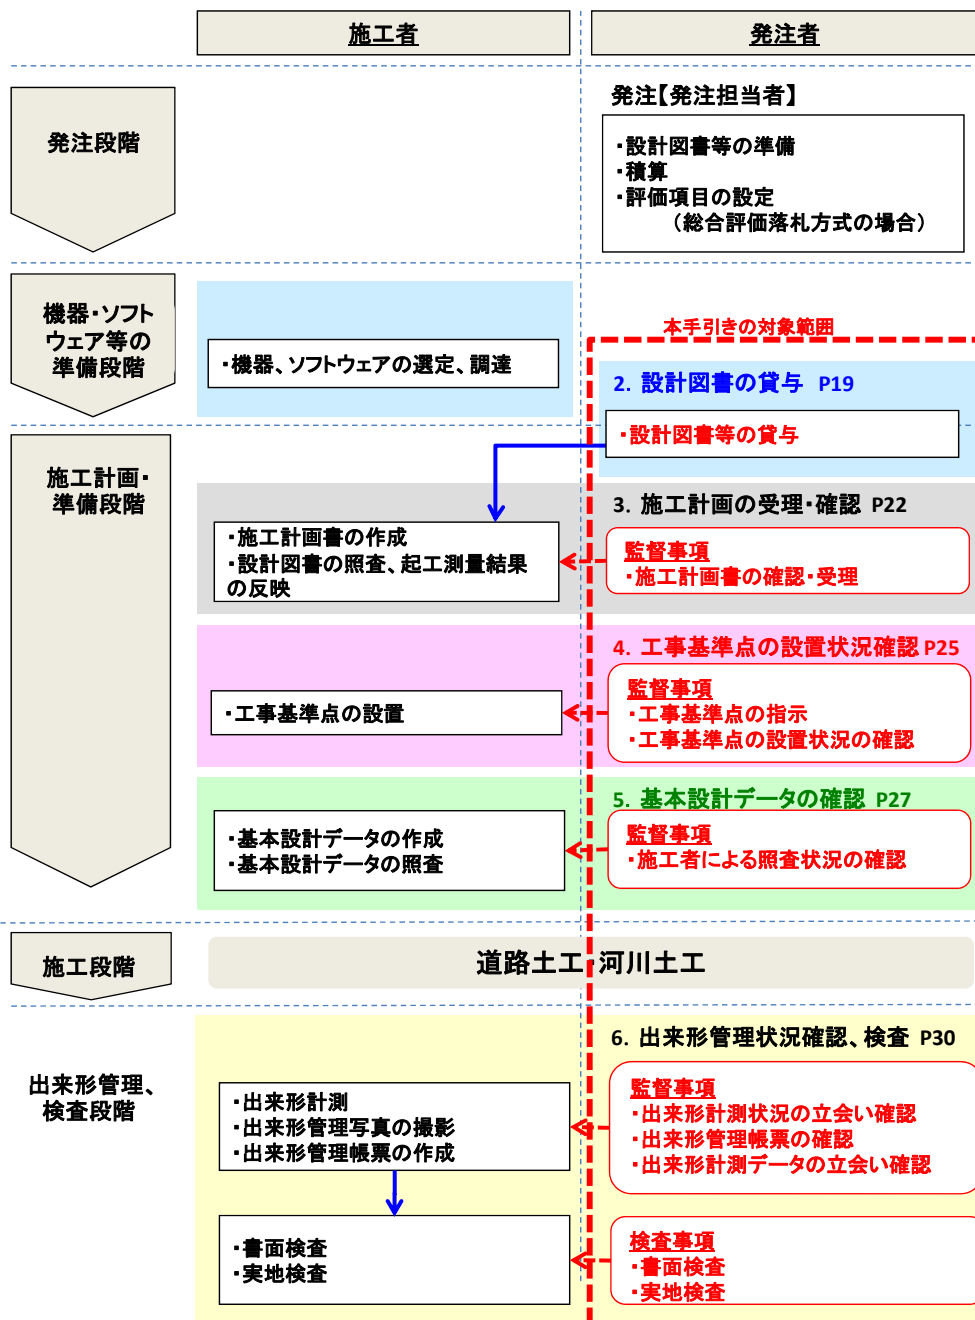 施工者
発注者
発注段階
発注【発注担当者】
・設計図書等の準備
・積算
・評価項目の設定
（総合評価落札方式の場合）
機器・ソフト
ウェア等の
準備段階
・機器、ソフトウェアの選定、調達
本手引きの対象範囲
2. 設計図書の貸与 P19
・設計図書等の貸与
施工計画・
準備段階
3. 施工計画の受理・確認 P22
・施工計画書の作成
・設計図書の照査、起工測量結果
の反映
監督事項
・施工計画書の確認・受理
4. 工事基準点の設置状況確認 P25
・工事基準点の設置
監督事項
・工事基準点の指示
・工事基準点の設置状況の確認
5. 基本設計データの確認 P27
・基本設計データの作成
・基本設計データの照査
監督事項
・施工者による照査状況の確認
施工段階
道路土工・河川土工
出来形管理、
検査段階
6. 出来形管理状況確認、検査 P30
・出来形計測
・出来形管理写真の撮影
・出来形管理帳票の作成
監督事項
・出来形計測状況の立会い確認
・出来形管理帳票の確認
・出来形計測データの立会い確認
・書面検査
・実地検査
検査事項
・書面検査
・実地検査